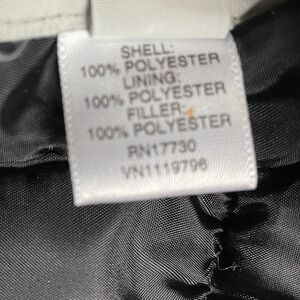 SHELL:
100% POLYESTER
LINING:
100% POLYESTER
FILLER:
100% POLYESTER
RN17730
VN1119796